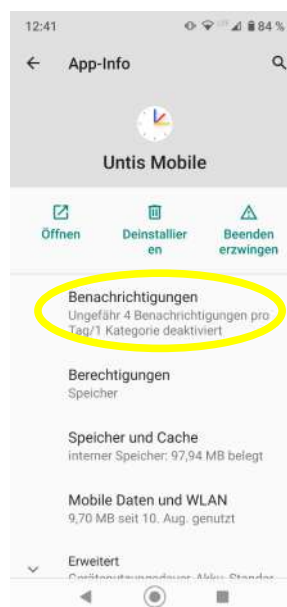 12:41
84 %
App-Info
Untis Mobile
Öffnen
Deinstallier
en
Beenden
erzwingen
Benachrichtigungen
Ungefähr 4 Benachrichtigungen pro
Tag/1 Kategorie deaktiviert
Berechtigungen
Speicher
Speicher und Cache
interner Speicher: 97,94 MB belegt
Mobile Daten und WLAN
9,70 MB seit 10. Aug. genutzt
Erweitert